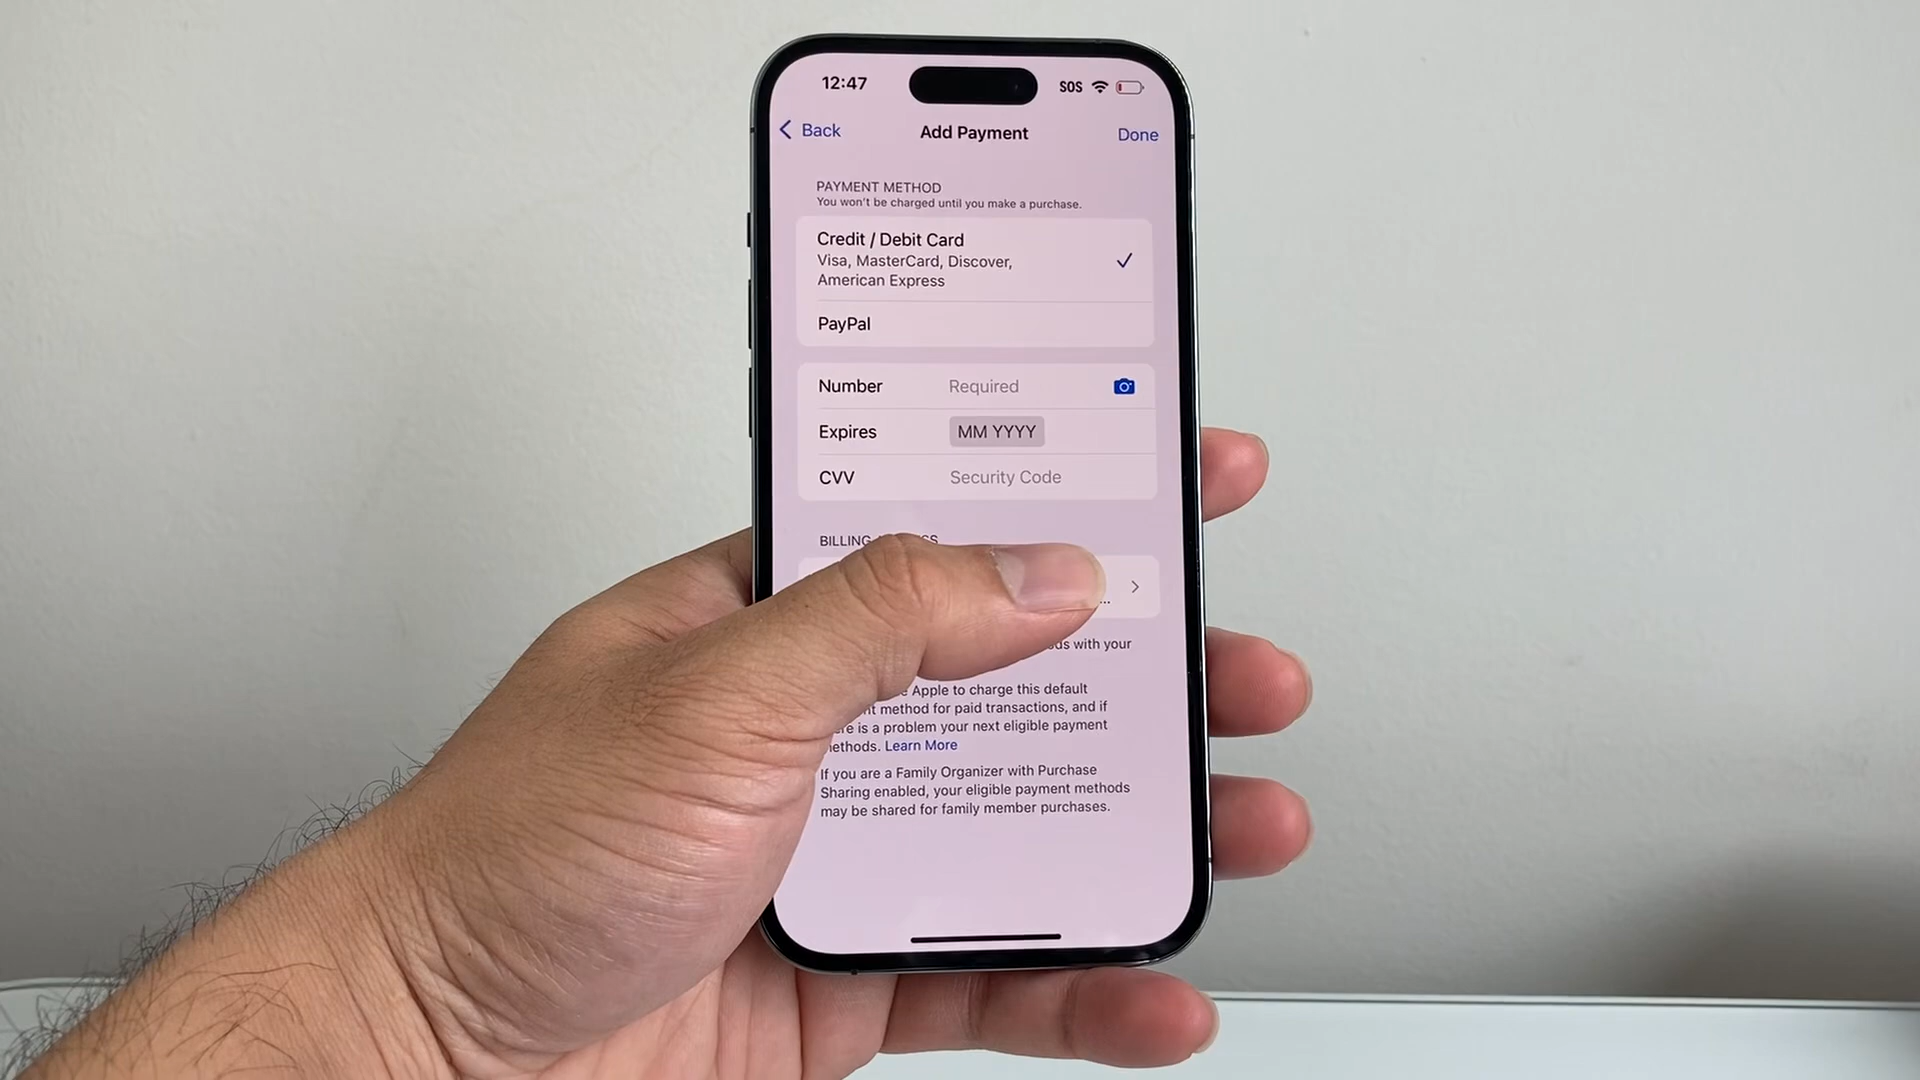 12:47 SOS
Back Add Payment Done
PAYMENT METHOD
You won't be charged until you make a purchase.
Credit / Debit Card
Visa, MasterCard, Discover,
American Express
PayPal
Number Required
Expires MM YYYY
CVV Security Code
BILLING
...
with your
Apple to charge this default
method for paid transactions, and if
is a problem your next eligible payment
Learn More
If you are a Family Organizer with Purchase
Sharing enabled, your eligible payment methods
may be shared for family member purchases.